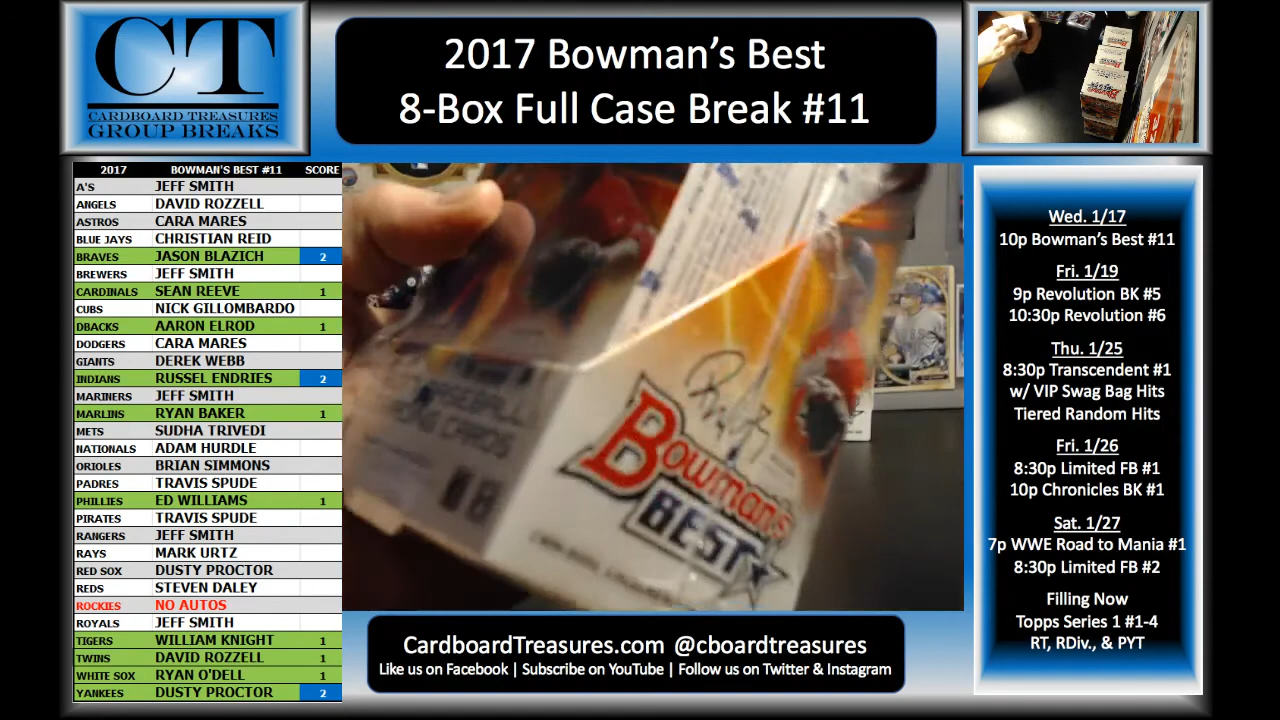 CT
CARDBOARD TREASURES
GROUP BREAKS
2017 Bowman’s Best
8-Box Full Case Break #11
2017 BOWMAN'S BEST #11 SCORE
A'S JEFF SMITH
ANGELS DAVID ROZZELL
ASTROS CARA MARES
BLUE JAYS CHRISTIAN REID
BRAVES JASON BLAZICH 2
BREWERS JEFF SMITH
CARDINALS SEAN REEVE 1
CUBS NICK GILLOMBARDO
DBACKS AARON ELROD 1
DODGERS CARA MARES
GIANTS DEREK WEBB
INDIANS RUSSEL ENDRIES 2
MARINERS JEFF SMITH
MARLINS RYAN BAKER 1
METS SUDHA TRIVEDI
NATIONALS ADAM HURDLE
ORIOLES BRIAN SIMMONS
PADRES TRAVIS SPUDE
PHILLIES ED WILLIAMS 1
PIRATES TRAVIS SPUDE
RANGERS JEFF SMITH
RAYS MARK URTZ
RED SOX DUSTY PROCTOR
REDS STEVEN DALEY
ROCKIES NO AUTOS
ROYALS JEFF SMITH
TIGERS WILLIAM KNIGHT 1
TWINS DAVID ROZZELL 1
WHITE SOX RYAN O'DELL 1
YANKEES DUSTY PROCTOR 2
BASEBALL
Bowman's
BEST
CardboardTreasures.com @cboardtreasures
Like us on Facebook | Subscribe on YouTube | Follow us on Twitter & Instagram
Wed. 1/17
10p Bowman’s Best #11
Fri. 1/19
9p Revolution BK #5
10:30p Revolution #6
Thu. 1/25
8:30p Transcendent #1
w/ VIP Swag Bag Hits
Tiered Random Hits
Fri. 1/26
8:30p Limited FB #1
10p Chronicles BK #1
Sat. 1/27
7p WWE Road to Mania #1
8:30p Limited FB #2
Filling Now
Topps Series 1 #1-4
RT, RDiv., & PYT